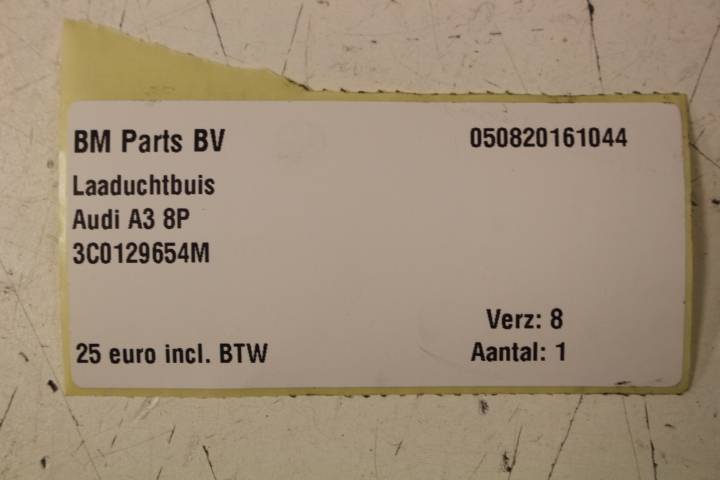 BM Parts BV 050820161044
Laaduchtbuis
Audi A3 8P
3C0129654M
Verz: 8
25 euro incl. BTW Aantal: 1